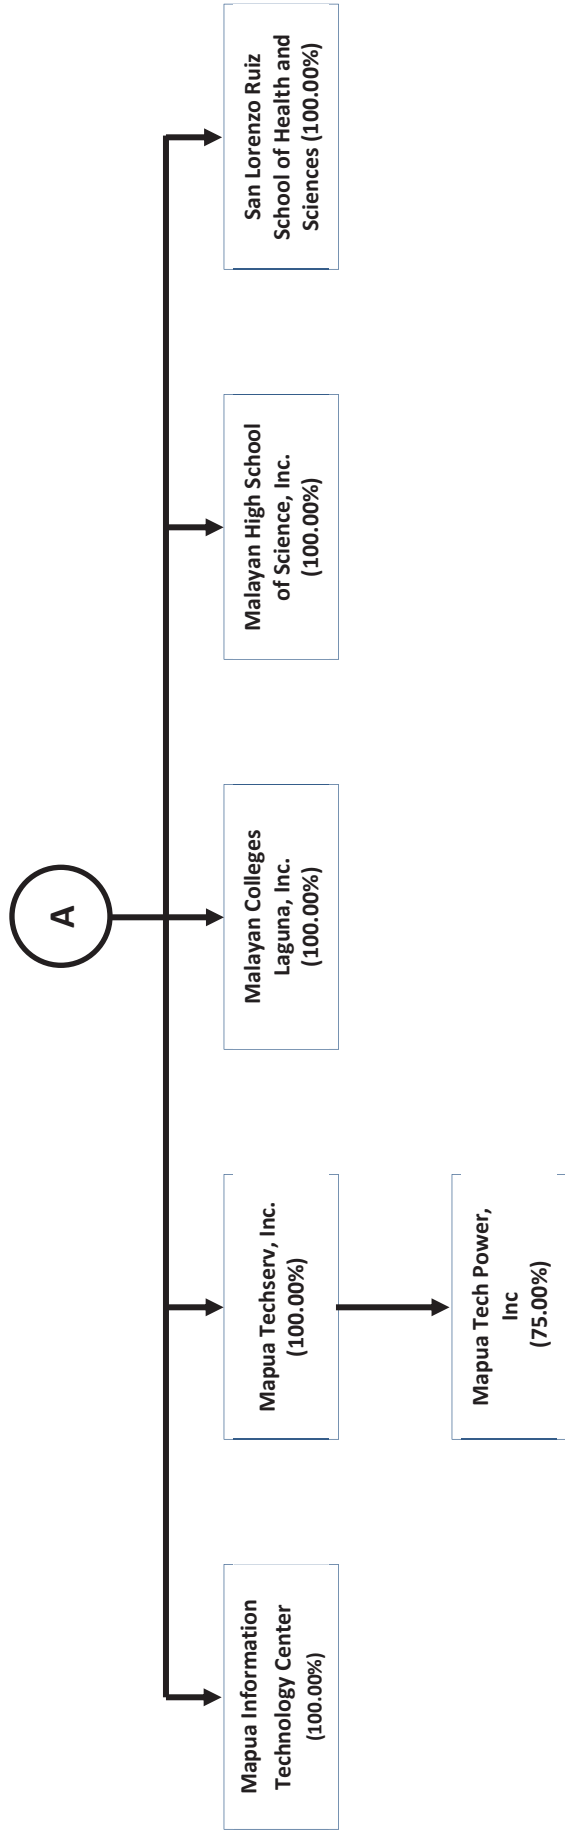 A
Mapua Information
Technology Center
(100.00%)
Mapua Techserv, Inc.
(100.00%)
Malayan Colleges
Laguna, Inc.
(100.00%)
Malayan High School
of Science, Inc.
(100.00%)
San Lorenzo Ruiz
School of Health and
Sciences (100.00%)
Mapua Tech Power,
Inc
(75.00%)